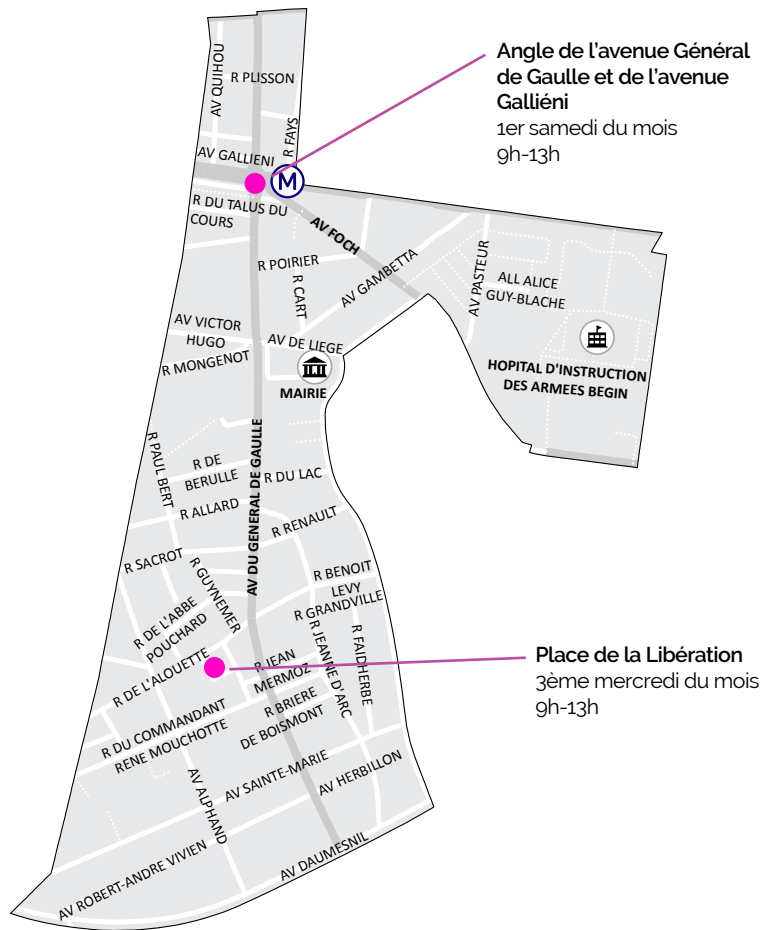 Angle de l'avenue Général
de Gaulle et de l'avenue
Galliéni
1er samedi du mois
9h-13h
AV QUIHOU
R PLISSON
R FAYS
AV GALLIENI
M
R DU TALUS DU
COURS
AV FOCH
R POIRIER
R CART
AV GAMBETTA
AV PASTEUR
ALL ALICE
GUY-BLACHE
AV VICTOR
HUGO
AV DE LIEGE
R MONGENOT
MAIRIE
HOPITAL D'INSTRUCTION
DES ARMEES BEGIN
R PAUL BERT
R DE
BERULLE
AV DU GENERAL DE GAULLE
R DU LAC
R ALLARD
R RENAULT
R SACROT
R GUYNEMER
R BENOIT
LEVY
R GRANDVILLE
R DE L'ABBE
POUCHARD
R JEANNE D'ARC
R FAIDHERBE
R DE L'ALOUETTE
R JEAN
MERMOZ
Place de la Libération
3ème mercredi du mois
9h-13h
R DU COMMANDANT
RENE MOUCHOTTE
R BRIERE
DE BOISMONT
AV ALPHAND
AV SAINTE-MARIE
AV HERBILLON
AV ROBERT-ANDRE VIVIEN
AV DAUMESNIL